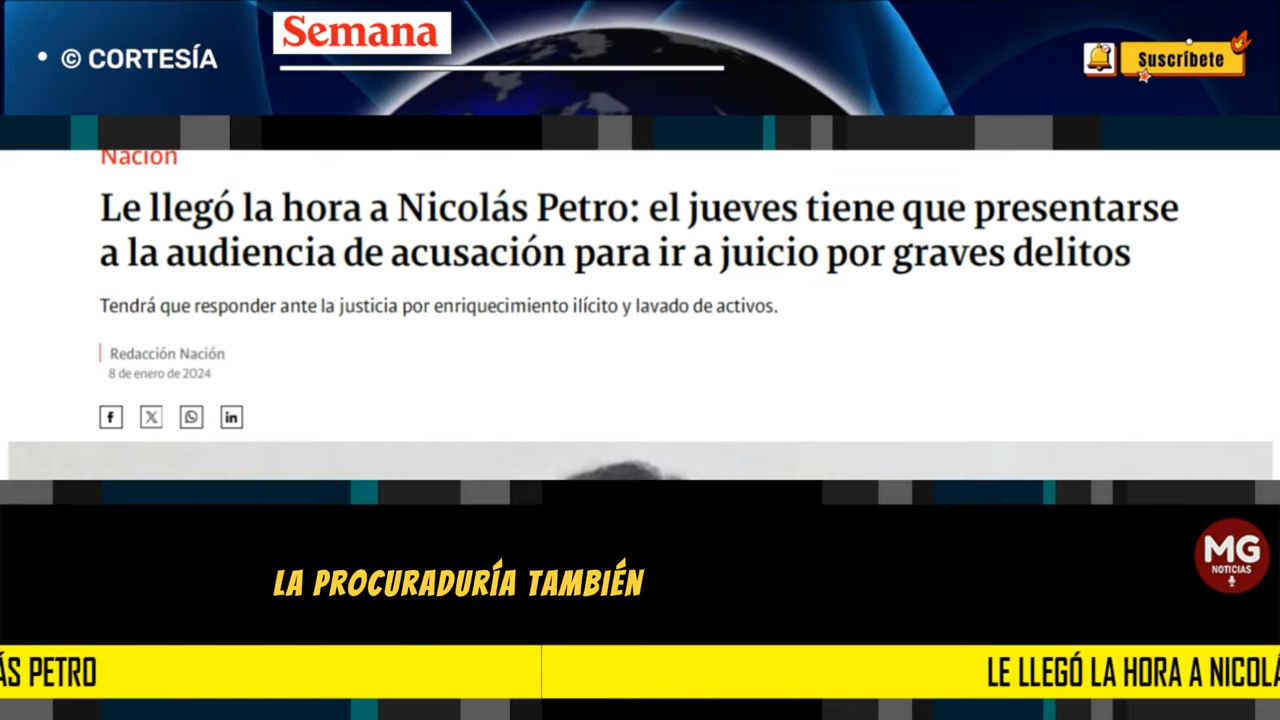 © CORTESÍA
Semana
Suscríbete
Nación
Le llegó la hora a Nicolás Petro: el jueves tiene que presentarse
a la audiencia de acusación para ir a juicio por graves delitos
Tendrá que responder ante la justicia por enriquecimiento ilícito y lavado de activos.
Redacción Nación
8 de enero de 2024
LA PROCURADURÍA TAMBIÉN
MG
NOTICIAS
ÁS PETRO
LE LLEGÓ LA HORA A NICOLÁ